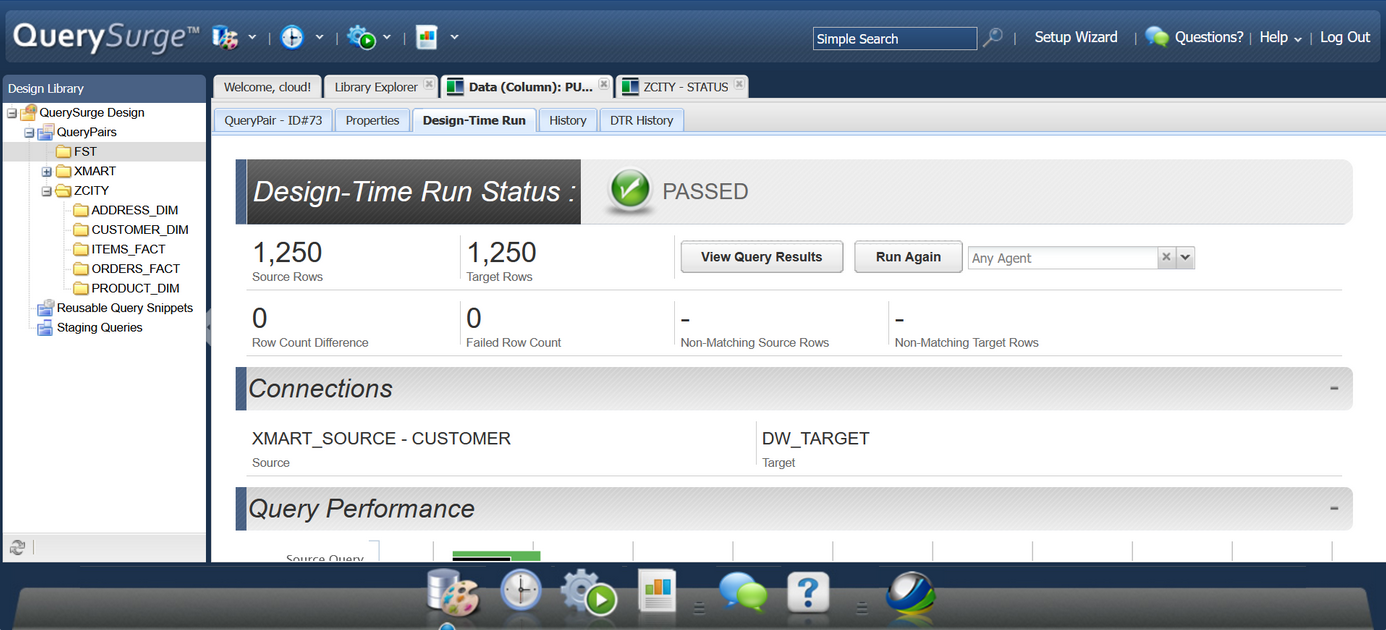 QuerySurge™
Simple Search
Setup Wizard
Questions?
Help
Log Out
Design Library
QuerySurge Design
QueryPairs
FST
XMART
ZCITY
ADDRESS_DIM
CUSTOMER_DIM
ITEMS_FACT
ORDERS_FACT
PRODUCT_DIM
Reusable Query Snippets
Staging Queries
Welcome, cloud!
Library Explorer
Data (Column): PU...
ZCITY - STATUS
QueryPair - ID#73
Properties
Design-Time Run
History
DTR History
Design-Time Run Status :
PASSED
1,250
Source Rows
1,250
Target Rows
View Query Results
Run Again
Any Agent
0
Row Count Difference
0
Failed Row Count
-
Non-Matching Source Rows
-
Non-Matching Target Rows
Connections
XMART_SOURCE - CUSTOMER
Source
DW_TARGET
Target
Query Performance
Source Query